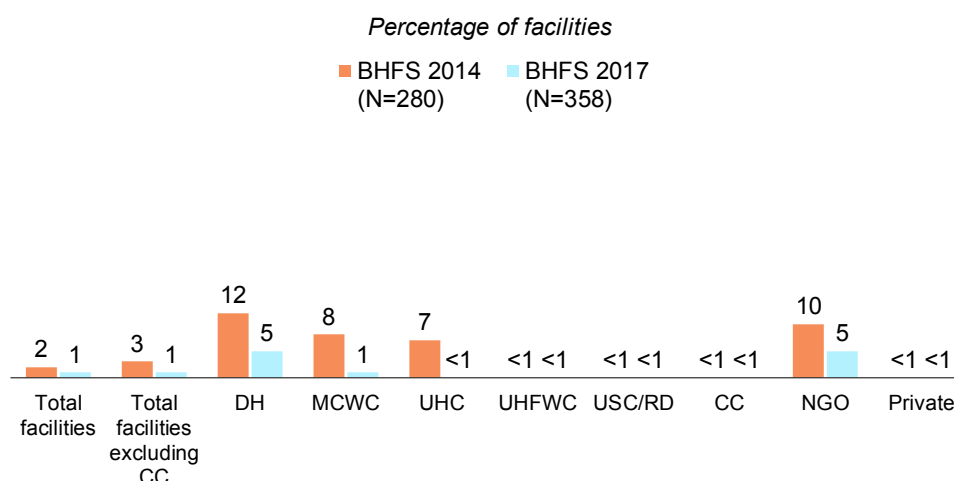 Percentage of facilities
BHFS 2014
(N=280)
BHFS 2017
(N=358)
2 1
3 1
12 5
8 1
7 <1
<1 <1
<1 <1
<1 <1
10 5
<1 <1
Total
facilities
Total
facilities
excluding
CC
DH
MCWC
UHC
UHFWC
USC/RD
CC
NGO
Private